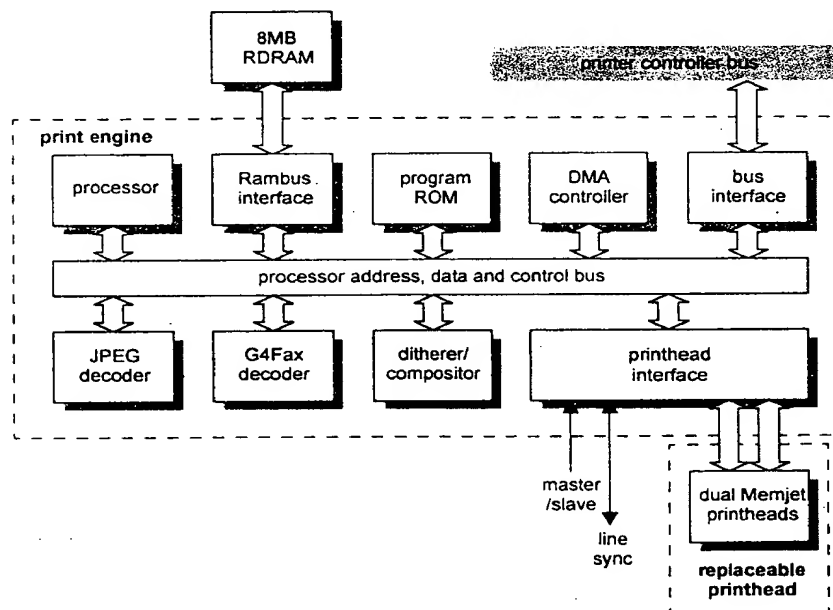 8MB
RDRAM
printer controller bus
print engine
processor
Rambus
interface
program
ROM
DMA
controller
bus
interface
processor address, data and control bus
JPEG
decoder
G4Fax
decoder
ditherer/
compositor
printhead
interface
master
/slave
line
sync
dual Memjet
printheads
replaceable
printhead